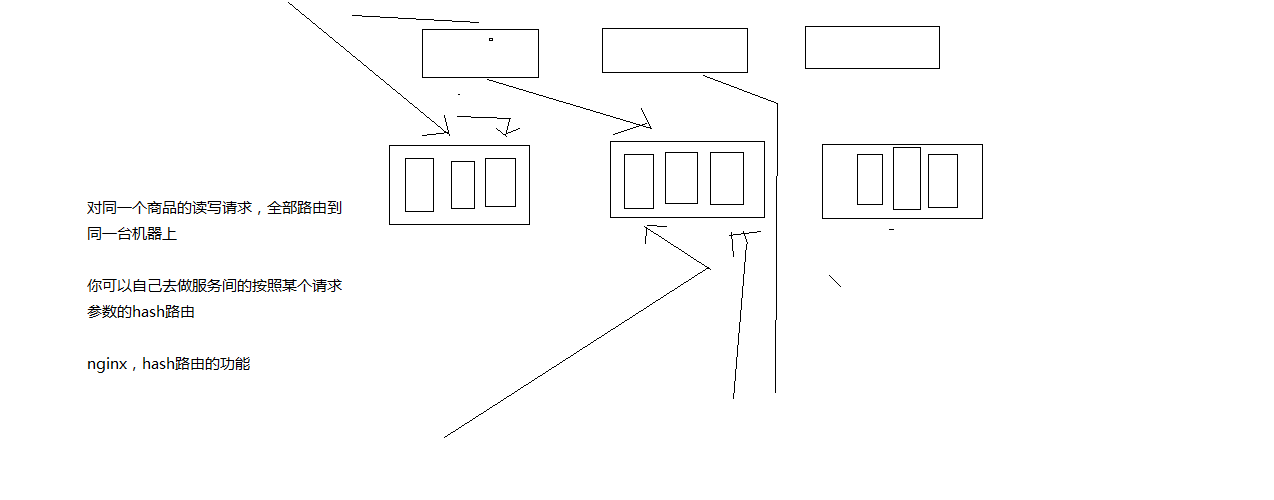 对同一个商品的读写请求，全部路由到
同一台机器上
你可以自己去做服务间的按照某个请求
参数的hash路由
nginx，hash路由的功能